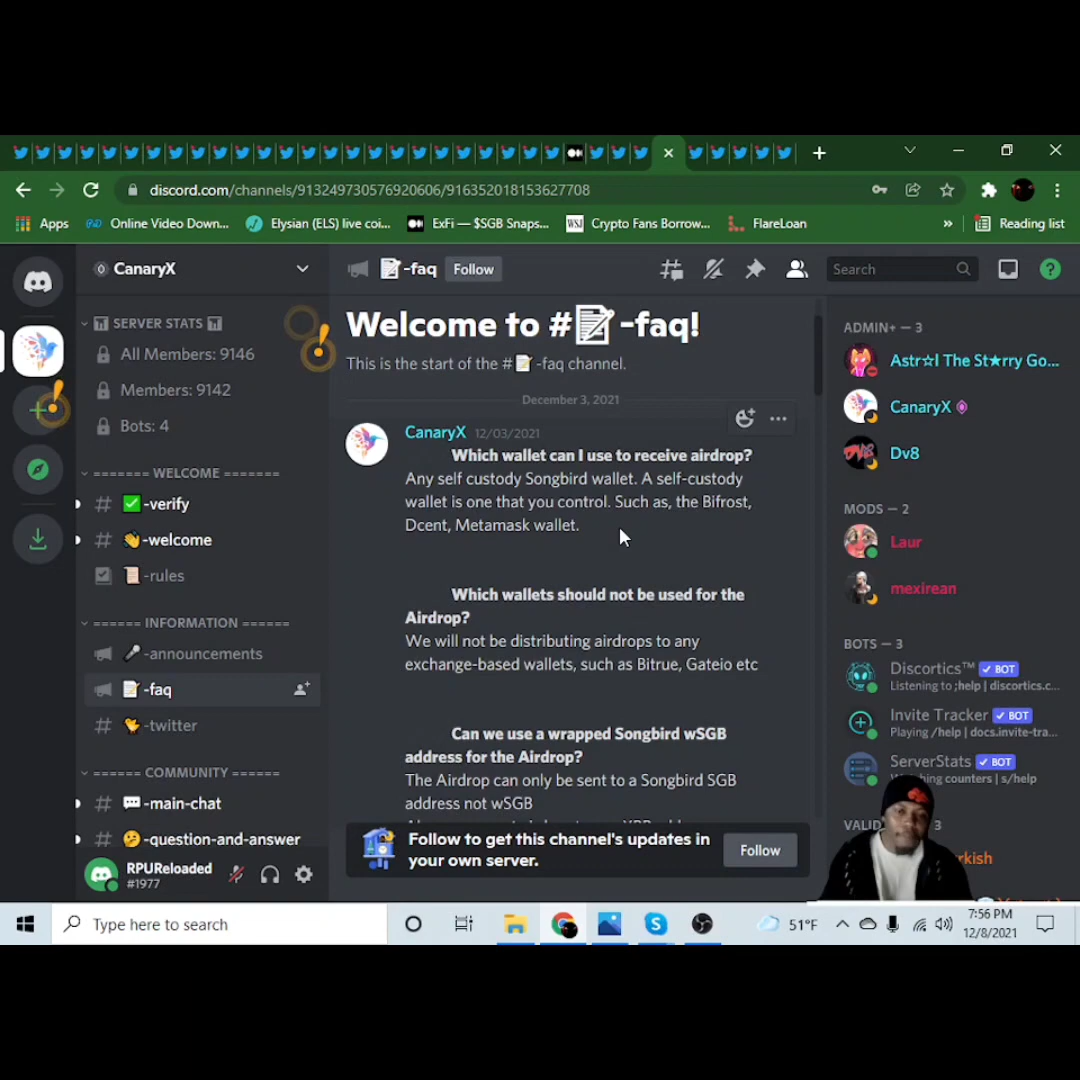 discord.com/channels/913249730576920606/916352018153627708
Apps
Online Video Down...
Elysian (ELS) live coi...
ExFi — $SGB Snaps...
WSJ
Crypto Fans Borrow...
FlareLoan
»
Reading list
CanaryX
-faq
Follow
Search
SERVER STATS
All Members: 9146
Members: 9142
Bots: 4
======= WELCOME =======
-verify
-welcome
-rules
====== INFORMATION ======
-announcements
-faq
-twitter
====== COMMUNITY ======
-main-chat
-question-and-answer
RPUReloaded
#1977
Welcome to #📝-faq!
This is the start of the #📝-faq channel.
December 3, 2021
CanaryX 12/03/2021
Which wallet can I use to receive airdrop?
Any self custody Songbird wallet. A self-custody
wallet is one that you control. Such as, the Bifrost,
Dcent, Metamask wallet.
Which wallets should not be used for the
Airdrop?
We will not be distributing airdrops to any
exchange-based wallets, such as Bitrue, Gateio etc
Can we use a wrapped Songbird wSGB
address for the Airdrop?
The Airdrop can only be sent to a Songbird SGB
address not wSGB
Follow to get this channel's updates in
your own server.
Follow
ADMIN+ — 3
Astr☆l The St★rry Go...
CanaryX
Dv8
MODS — 2
Laur
mexirean
BOTS — 3
Discortics™ ✓ BOT
Listening to ;help | discortics.c...
Invite Tracker ✓ BOT
Playing /help | docs.invite-tra...
ServerStats ✓ BOT
counters | s/help
3
Type here to search
51°F
7:56 PM
12/8/2021